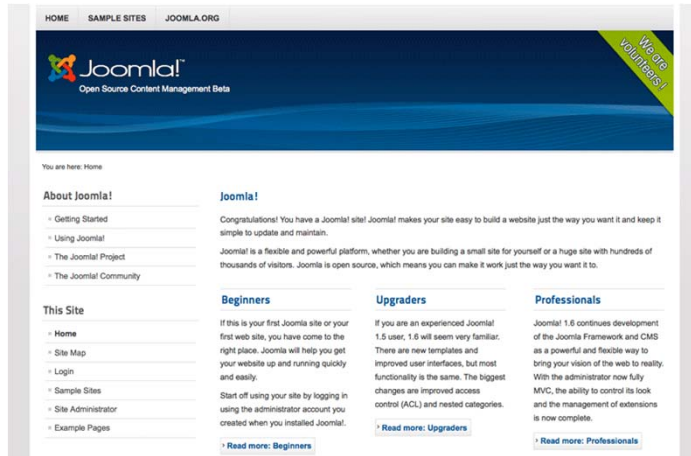 HOME SAMPLE SITES JOOMLA.ORG
Joomla!™
Open Source Content Management Beta
We are
volunteers!
You are here: Home
About Joomla!
Getting Started
Using Joomla!
The Joomla! Project
The Joomla! Community
This Site
Home
Site Map
Login
Sample Sites
Site Administrator
Example Pages
Joomla!
Congratulations! You have a Joomla! site! Joomla! makes your site easy to build a website just the way you want it and keep it
simple to update and maintain.
Joomla! is a flexible and powerful platform, whether you are building a small site for yourself or a huge site with hundreds of
thousands of visitors. Joomla is open source, which means you can make it work just the way you want it to.
Beginners
If this is your first Joomla site or your
first web site, you have come to the
right place. Joomla will help you get
your website up and running quickly
and easily.
Start off using your site by logging in
using the administrator account you
created when you installed Joomla!.
Read more: Beginners
Upgraders
If you are an experienced Joomla!
1.5 user, 1.6 will seem very familiar.
There are new templates and
improved user interfaces, but most
functionality is the same. The biggest
changes are improved access
control (ACL) and nested categories.
Read more: Upgraders
Professionals
Joomla! 1.6 continues development
of the Joomla Framework and CMS
as a powerful and flexible way to
bring your vision of the web to reality.
With the administrator now fully
MVC, the ability to control its look
and the management of extensions
is now complete.
Read more: Professionals